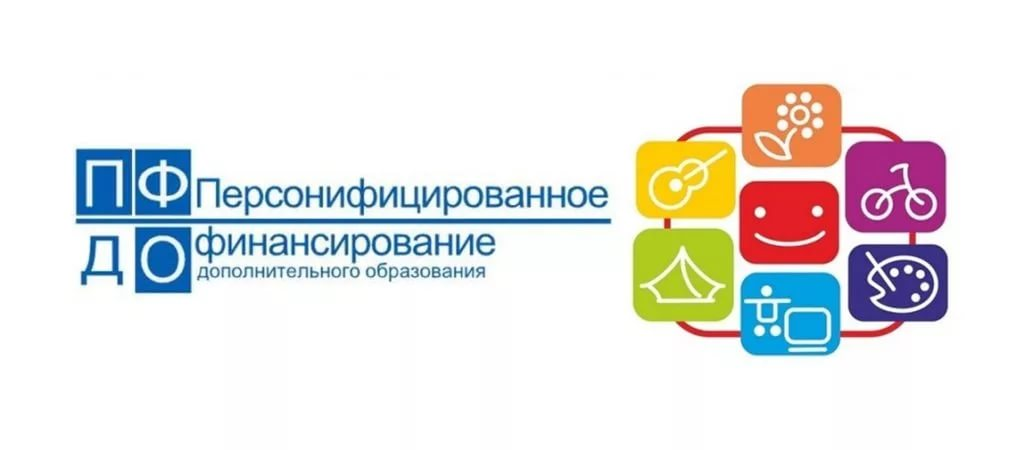 ПФ Персонифицированное
ДО финансирование
дополнительного образования